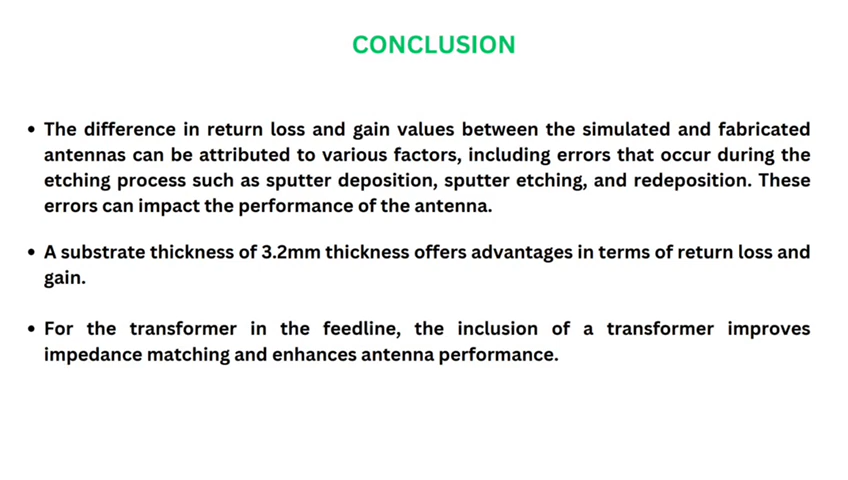 CONCLUSION
• The difference in return loss and gain values between the simulated and fabricated
antennas can be attributed to various factors, including errors that occur during the
etching process such as sputter deposition, sputter etching, and redeposition. These
errors can impact the performance of the antenna.
• A substrate thickness of 3.2mm thickness offers advantages in terms of return loss and
gain.
• For the transformer in the feedline, the inclusion of a transformer improves
impedance matching and enhances antenna performance.